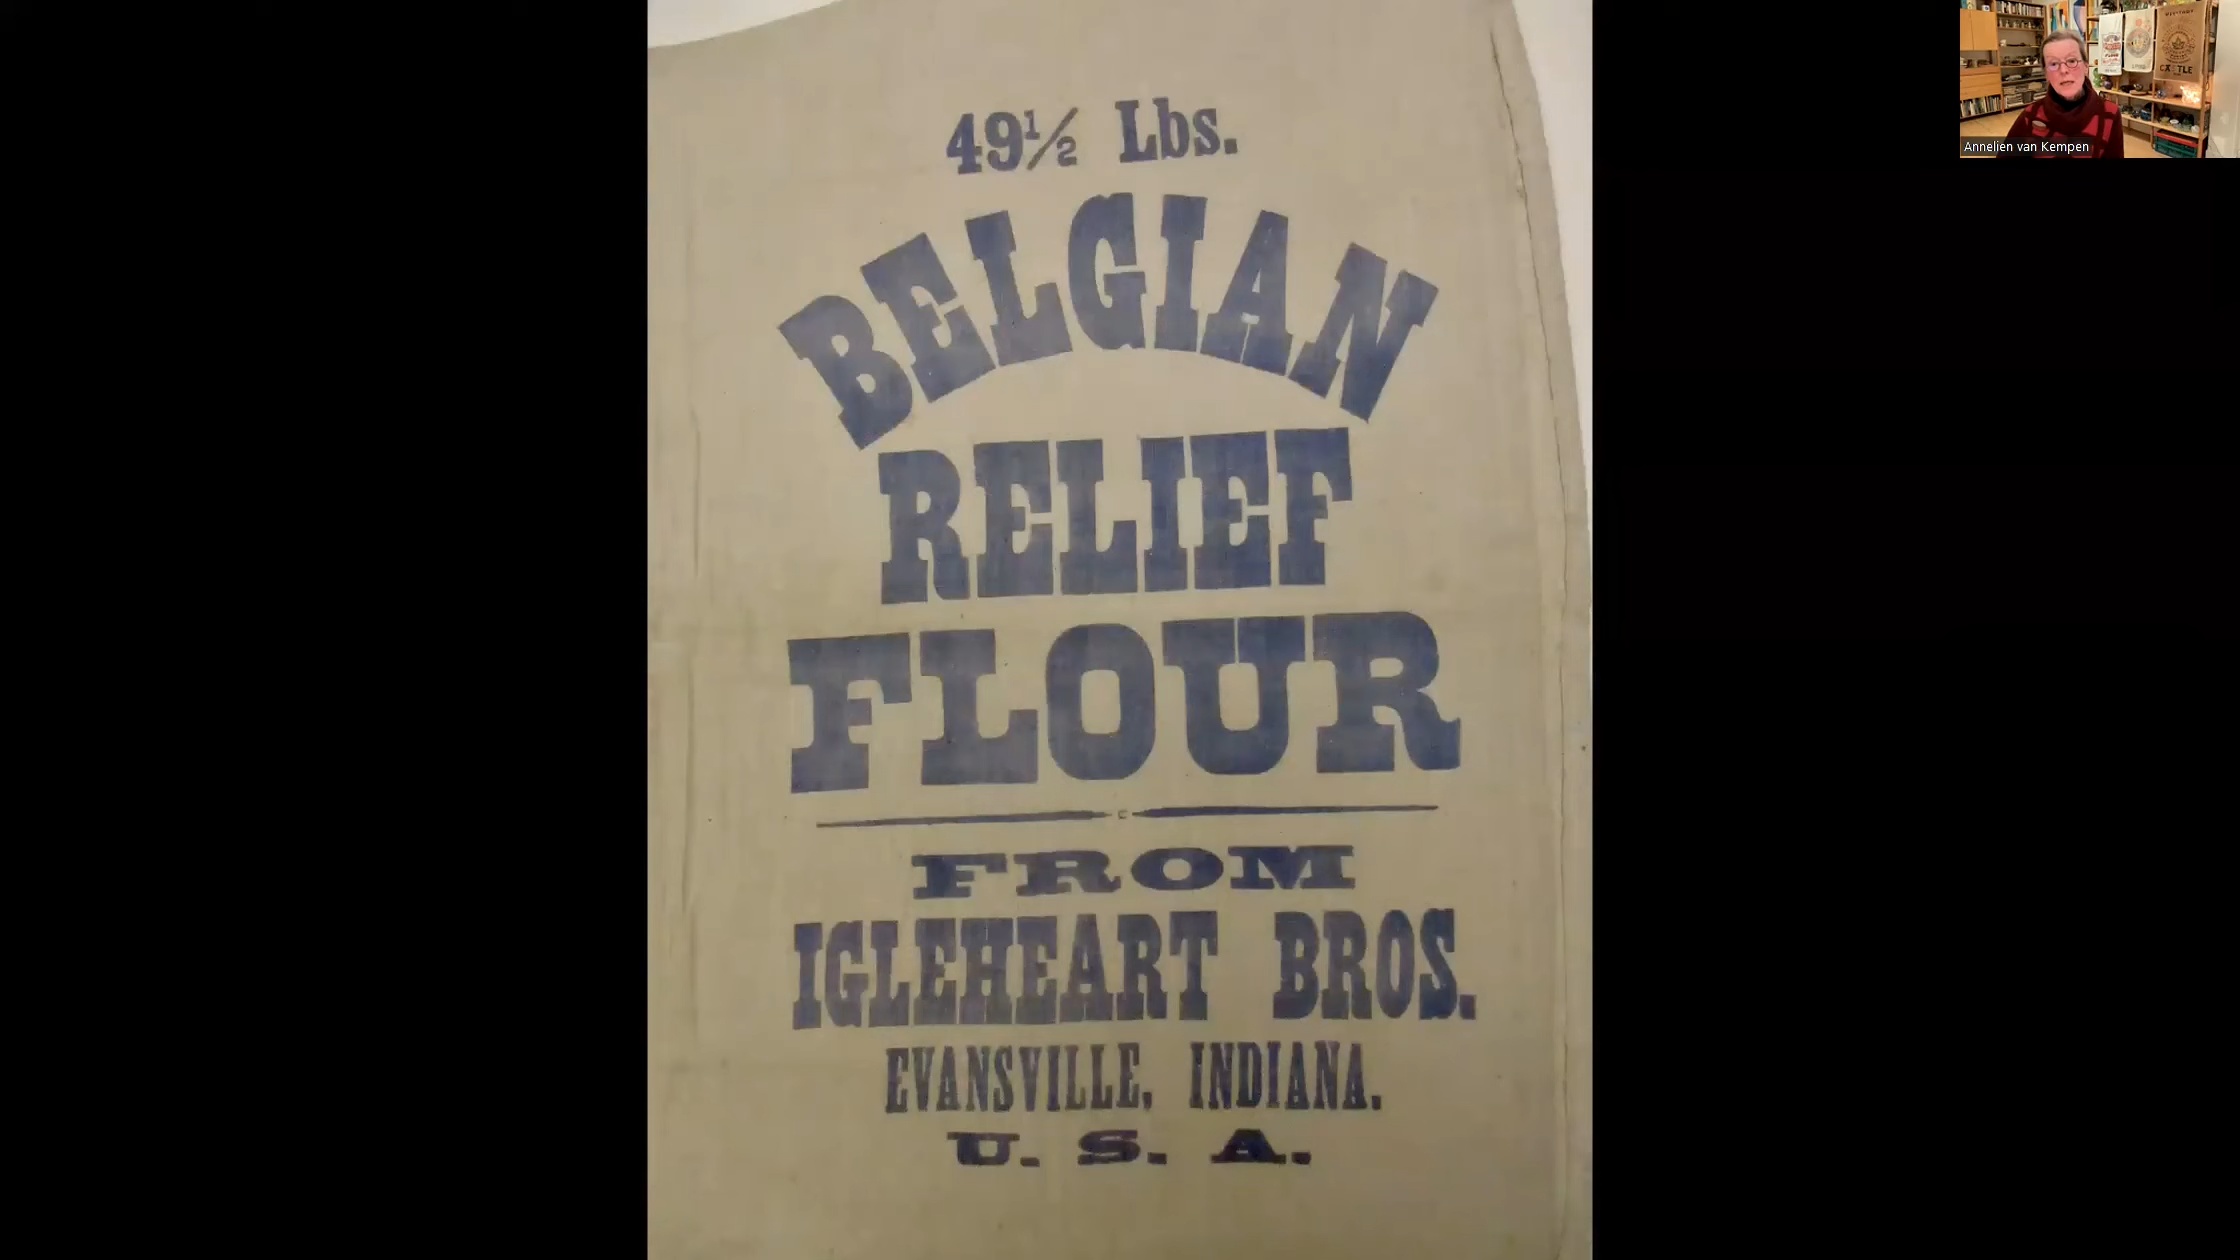 49½ Lbs.
BELGIAN
RELIEF
FLOUR
FROM
IGLEHEART BROS.
EVANSVILLE, INDIANA.
U. S. A.
Annelien van Kempen